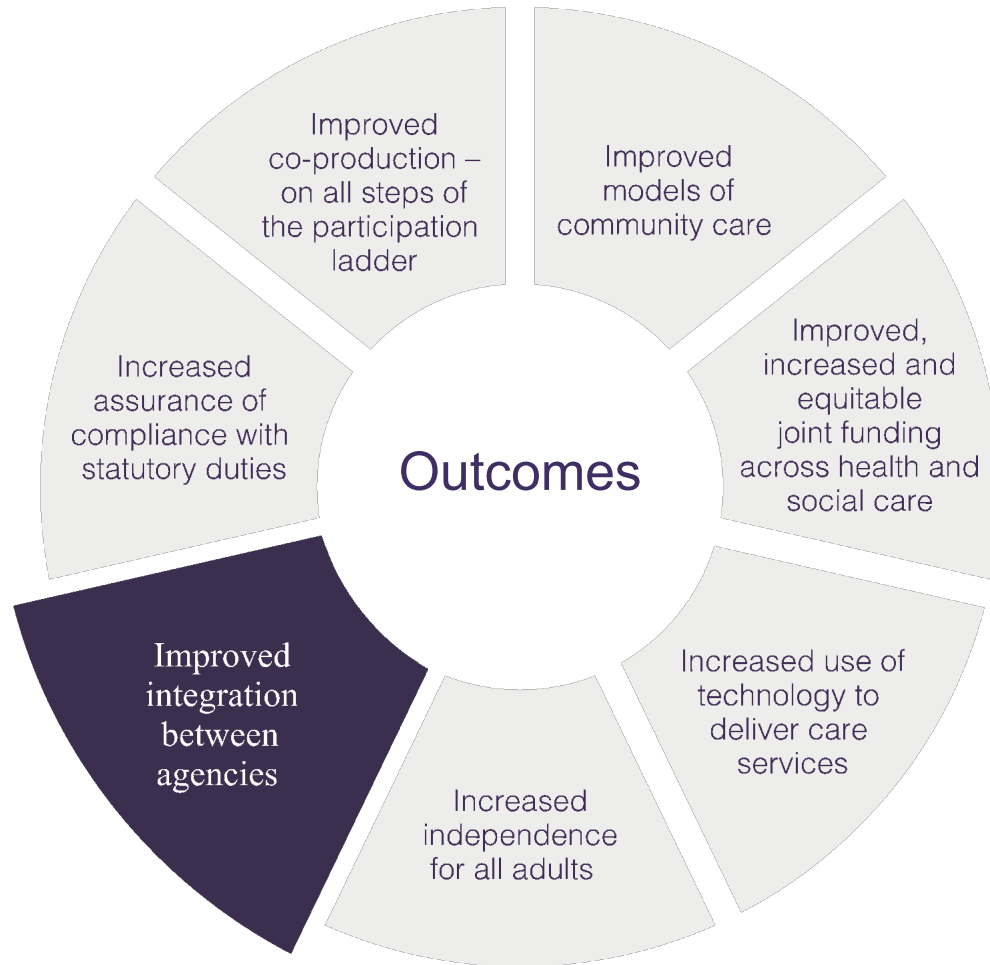 Improved
co-production –
on all steps of
the participation
ladder
Improved
models of
community care
Improved,
increased and
equitable
joint funding
across health and
social care
Increased use of
technology to
deliver care
services
Increased
independence
for all adults
Improved
integration
between
agencies
Increased
assurance of
compliance with
statutory duties
Outcomes